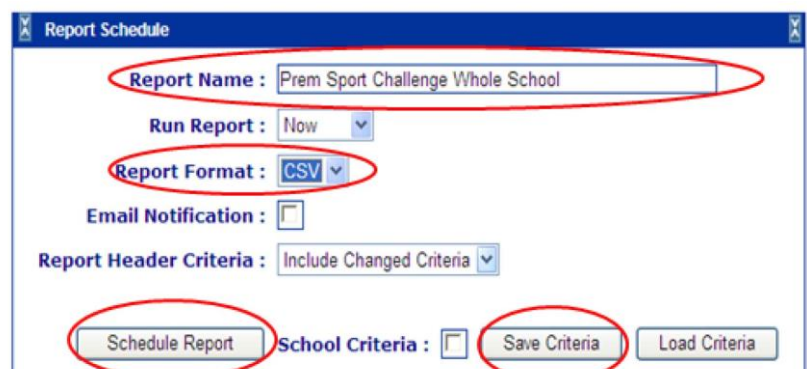 Report Schedule
Report Name : Prem Sport Challenge Whole School
Run Report : Now
Report Format : CSV
Email Notification :
Report Header Criteria : Include Changed Criteria
Schedule Report School Criteria : Save Criteria Load Criteria